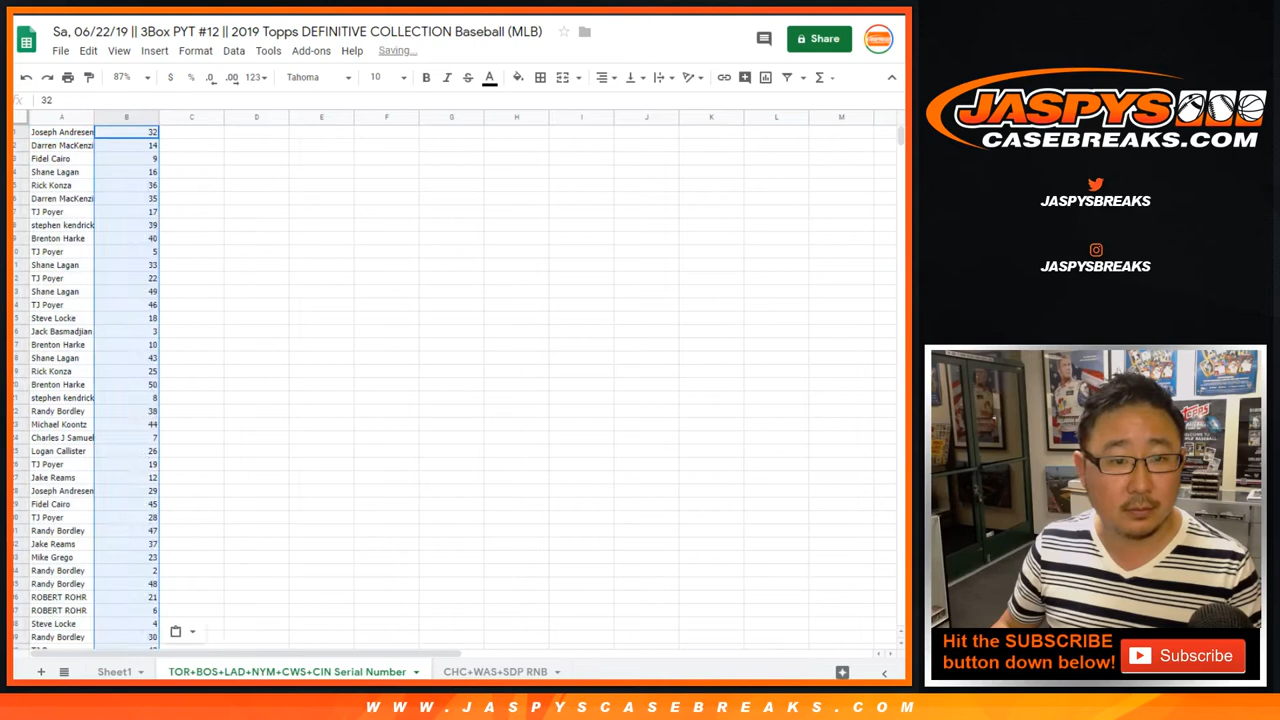 Sa, 06/22/19 || 3Box PYT #12 || 2019 Topps DEFINITIVE COLLECTION Baseball (MLB)
File Edit View Insert Format Data Tools Add-ons Help Saving...
Share
87% $ % .0 .00 123 Tahoma 10 B I S A
fx 32
A B C D E F G H I J K L M
Joseph Andresen 32
Darren MacKenzi 14
Fidel Cairo 9
Shane Lagan 16
Rick Konza 36
Darren MacKenzi 35
TJ Poyer 17
stephen kendrick 39
Brenton Harke 40
TJ Poyer 5
Shane Lagan 33
TJ Poyer 22
Shane Lagan 49
TJ Poyer 46
Steve Locke 18
Jack Basmadjian 3
Brenton Harke 10
Shane Lagan 43
Rick Konza 25
Brenton Harke 50
stephen kendrick 8
Randy Bordley 38
Michael Koontz 44
Charles J Samuel 7
Logan Callister 26
TJ Poyer 19
Jake Reams 12
Joseph Andresen 29
Fidel Cairo 45
TJ Poyer 28
Randy Bordley 47
Jake Reams 37
Mike Grego 23
Randy Bordley 2
Randy Bordley 48
ROBERT ROHR 21
ROBERT ROHR 6
Steve Locke 4
Randy Bordley 30
Sheet1 TOR+BOS+LAD+NYM+CWS+CIN Serial Number CHC+WAS+SDP RNB
JASPYS
CASEBREAKS.COM
JASPYSBREAKS
JASPYSBREAKS
Hit the SUBSCRIBE
button down below!
Subscribe
WWW.JASPYSCASEBREAKS.COM